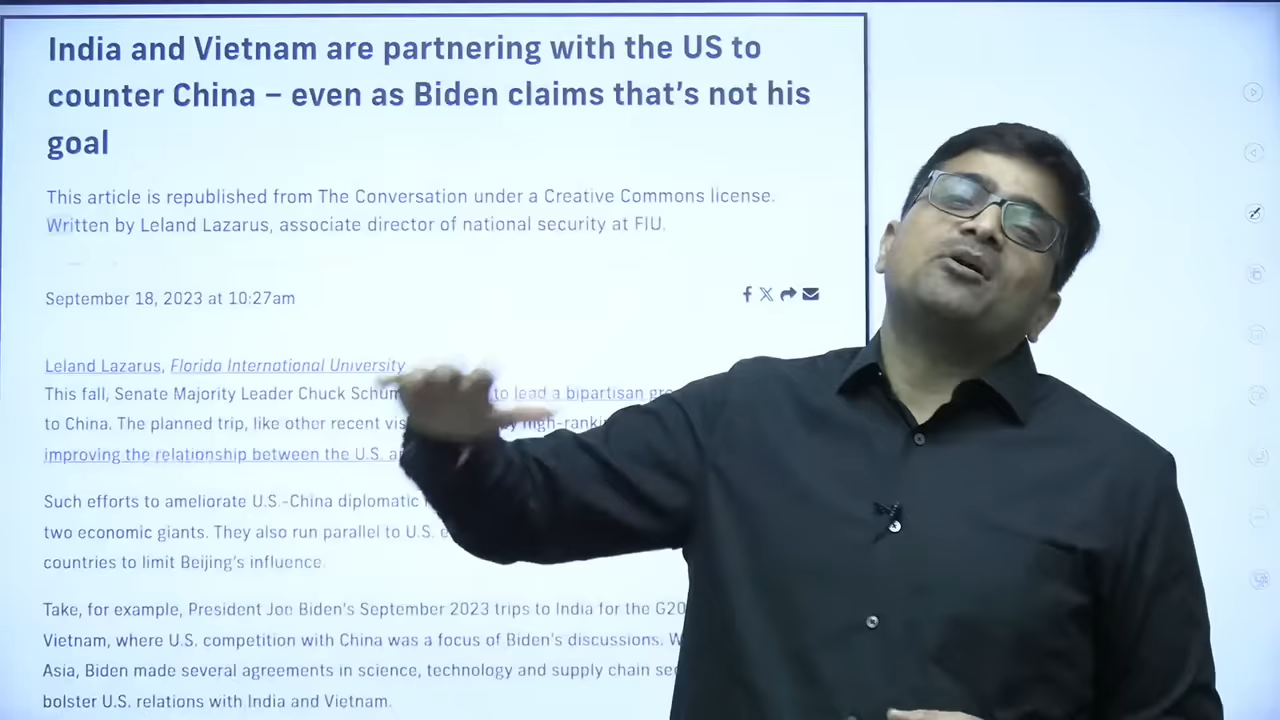 India and Vietnam are partnering with the US to
counter China – even as Biden claims that's not his
goal
This article is republished from The Conversation under a Creative Commons license.
Written by Leland Lazarus, associate director of national security at FIU.
September 18, 2023 at 10:27am
Leland Lazarus, Florida International University
This fall, Senate Majority Leader Chuck Schum to lead a bipartisan
to China. The planned trip, like other recent high-ranki
improving the relationship between the U.S.
Such efforts to ameliorate U.S.-China diplomatic
two economic giants. They also run parallel to U.S.
countries to limit Beijing's influence.
Take, for example, President Joe Biden's September 2023 trips to India for the G20
Vietnam, where U.S. competition with China was a focus of Biden's discussions.
Asia, Biden made several agreements in science, technology and supply chain
bolster U.S. relations with India and Vietnam.